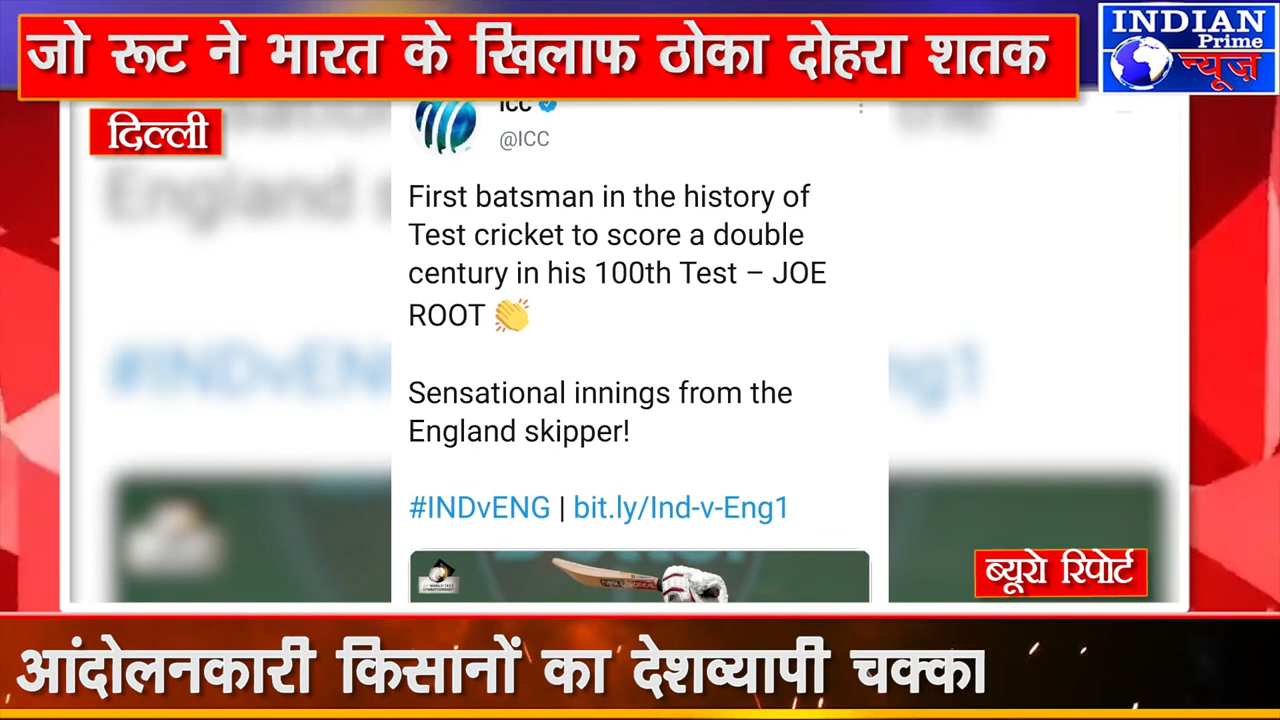 जो रूट ने भारत के खिलाफ ठोका दोहरा शतक
INDIAN
Prime
न्यूज़
दिल्ली
ICC
@ICC
First batsman in the history of
Test cricket to score a double
century in his 100th Test – JOE
ROOT 👏
Sensational innings from the
England skipper!
#INDvENG | bit.ly/Ind-v-Eng1
ब्यूरो रिपोर्ट
आंदोलनकारी किसानों का देशव्यापी चक्का